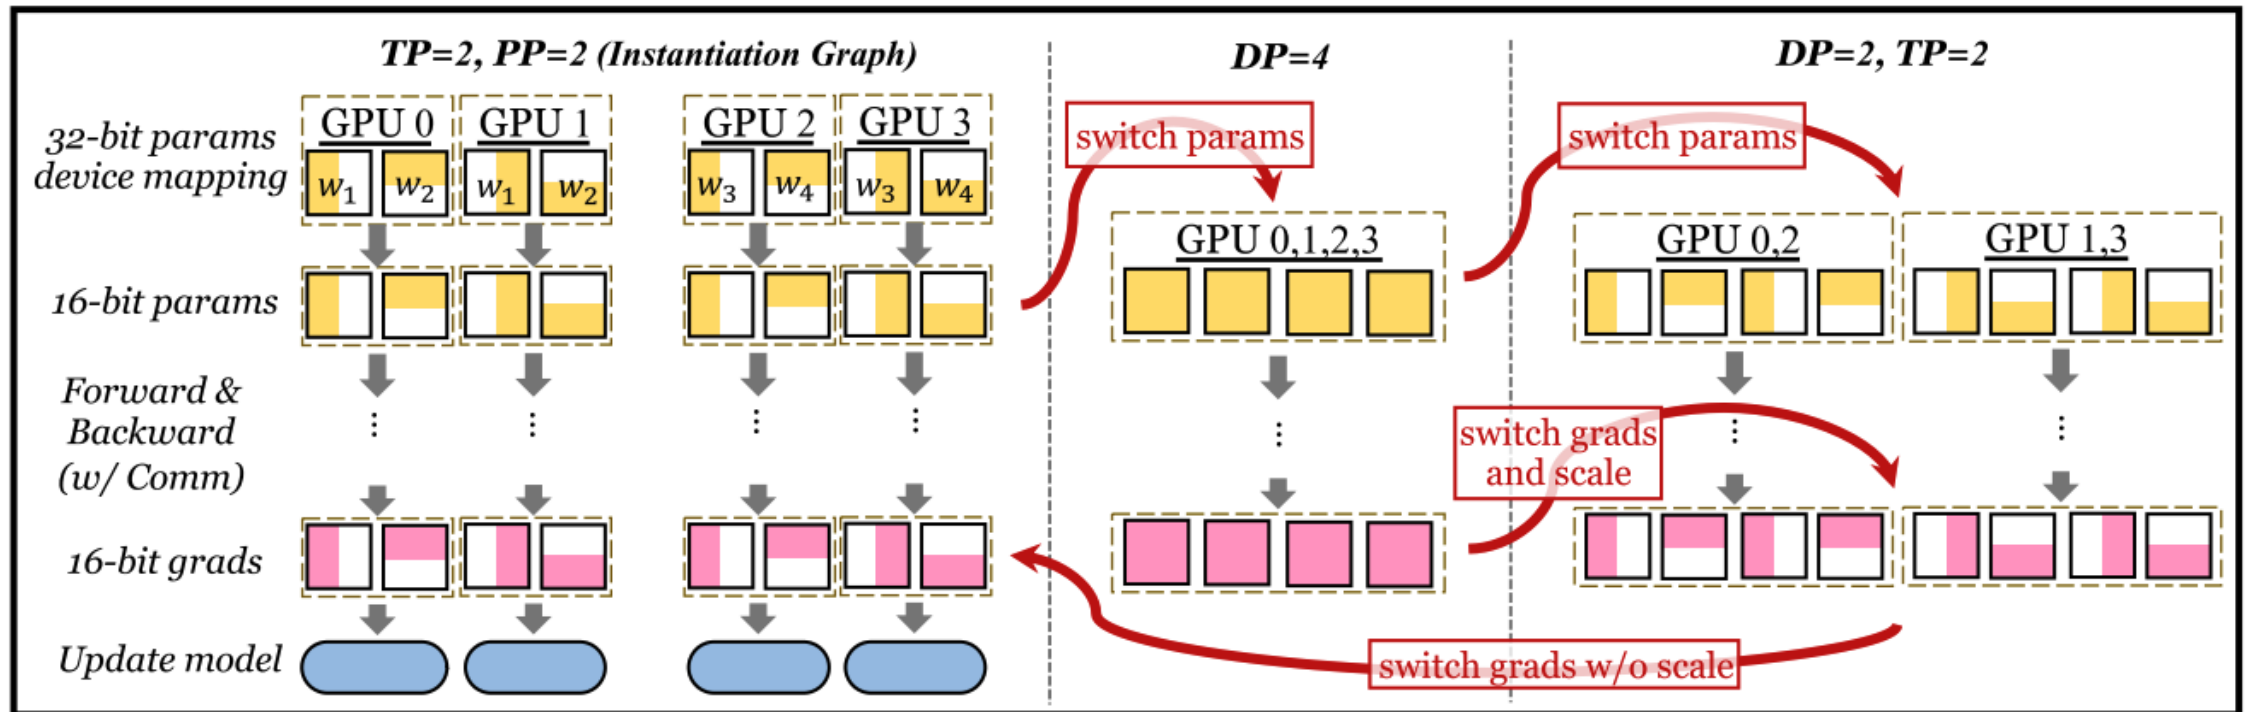 TP=2, PP=2 (Instantiation Graph)
DP=4
DP=2, TP=2
32-bit params
device mapping
GPU 0
GPU 1
GPU 2
GPU 3
w₁
w₂
w₁
w₂
w₃
w₄
w₃
w₄
switch params
switch params
GPU 0,1,2,3
GPU 0,2
GPU 1,3
16-bit params
Forward &
Backward
(w/ Comm)
⋮
⋮
⋮
⋮
⋮
⋮
⋮
switch grads
and scale
16-bit grads
Update model
switch grads w/o scale